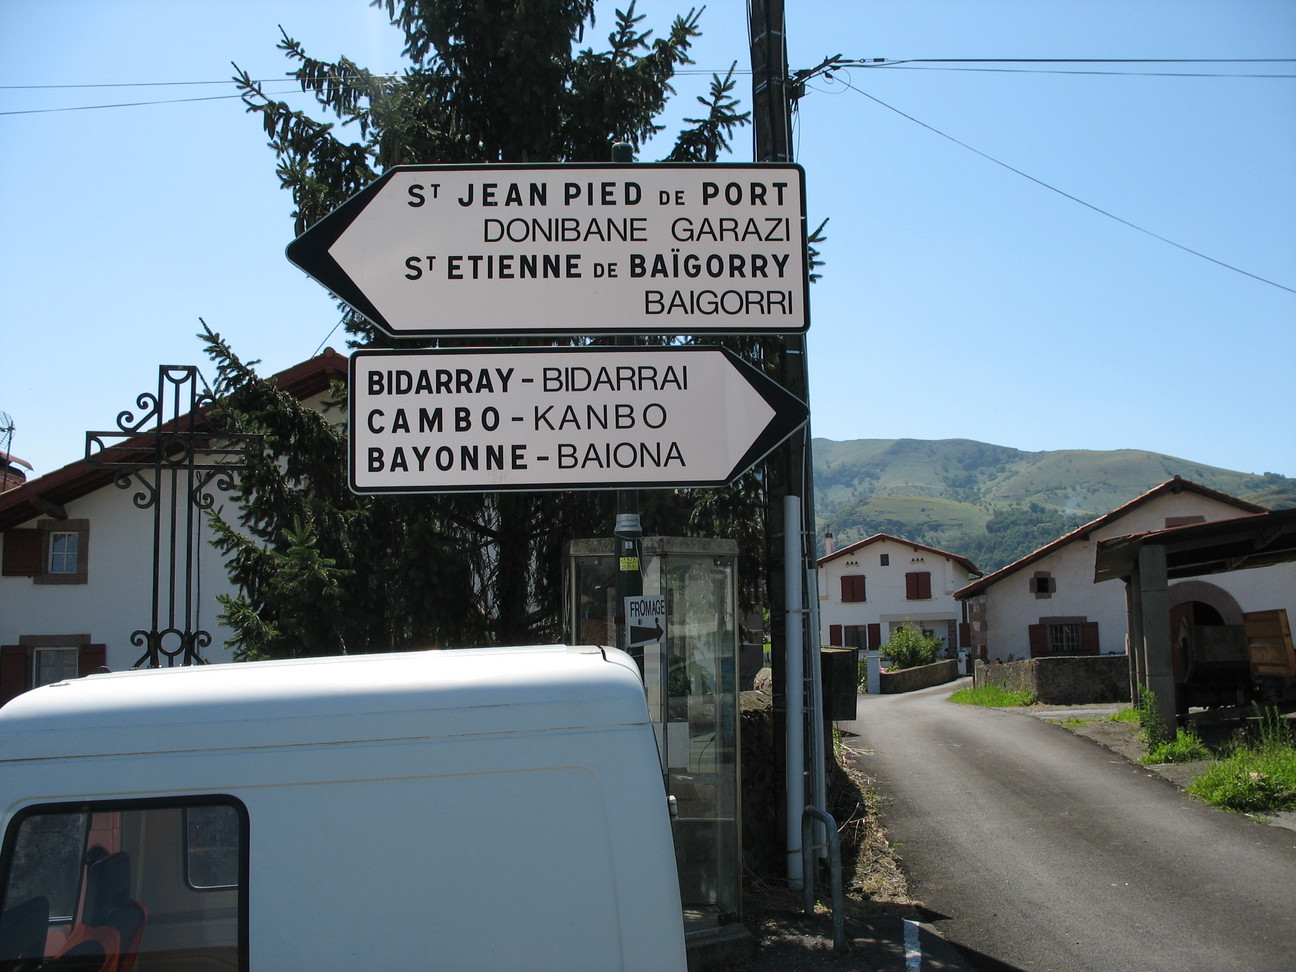 ST JEAN PIED DE PORT
DONIBANE GARAZI
ST ETIENNE DE BAÏGORRY
BAIGORRI
BIDARRAY-BIDARRAI
CAMBO-KANBO
BAYONNE-BAIONA
FROMAGE